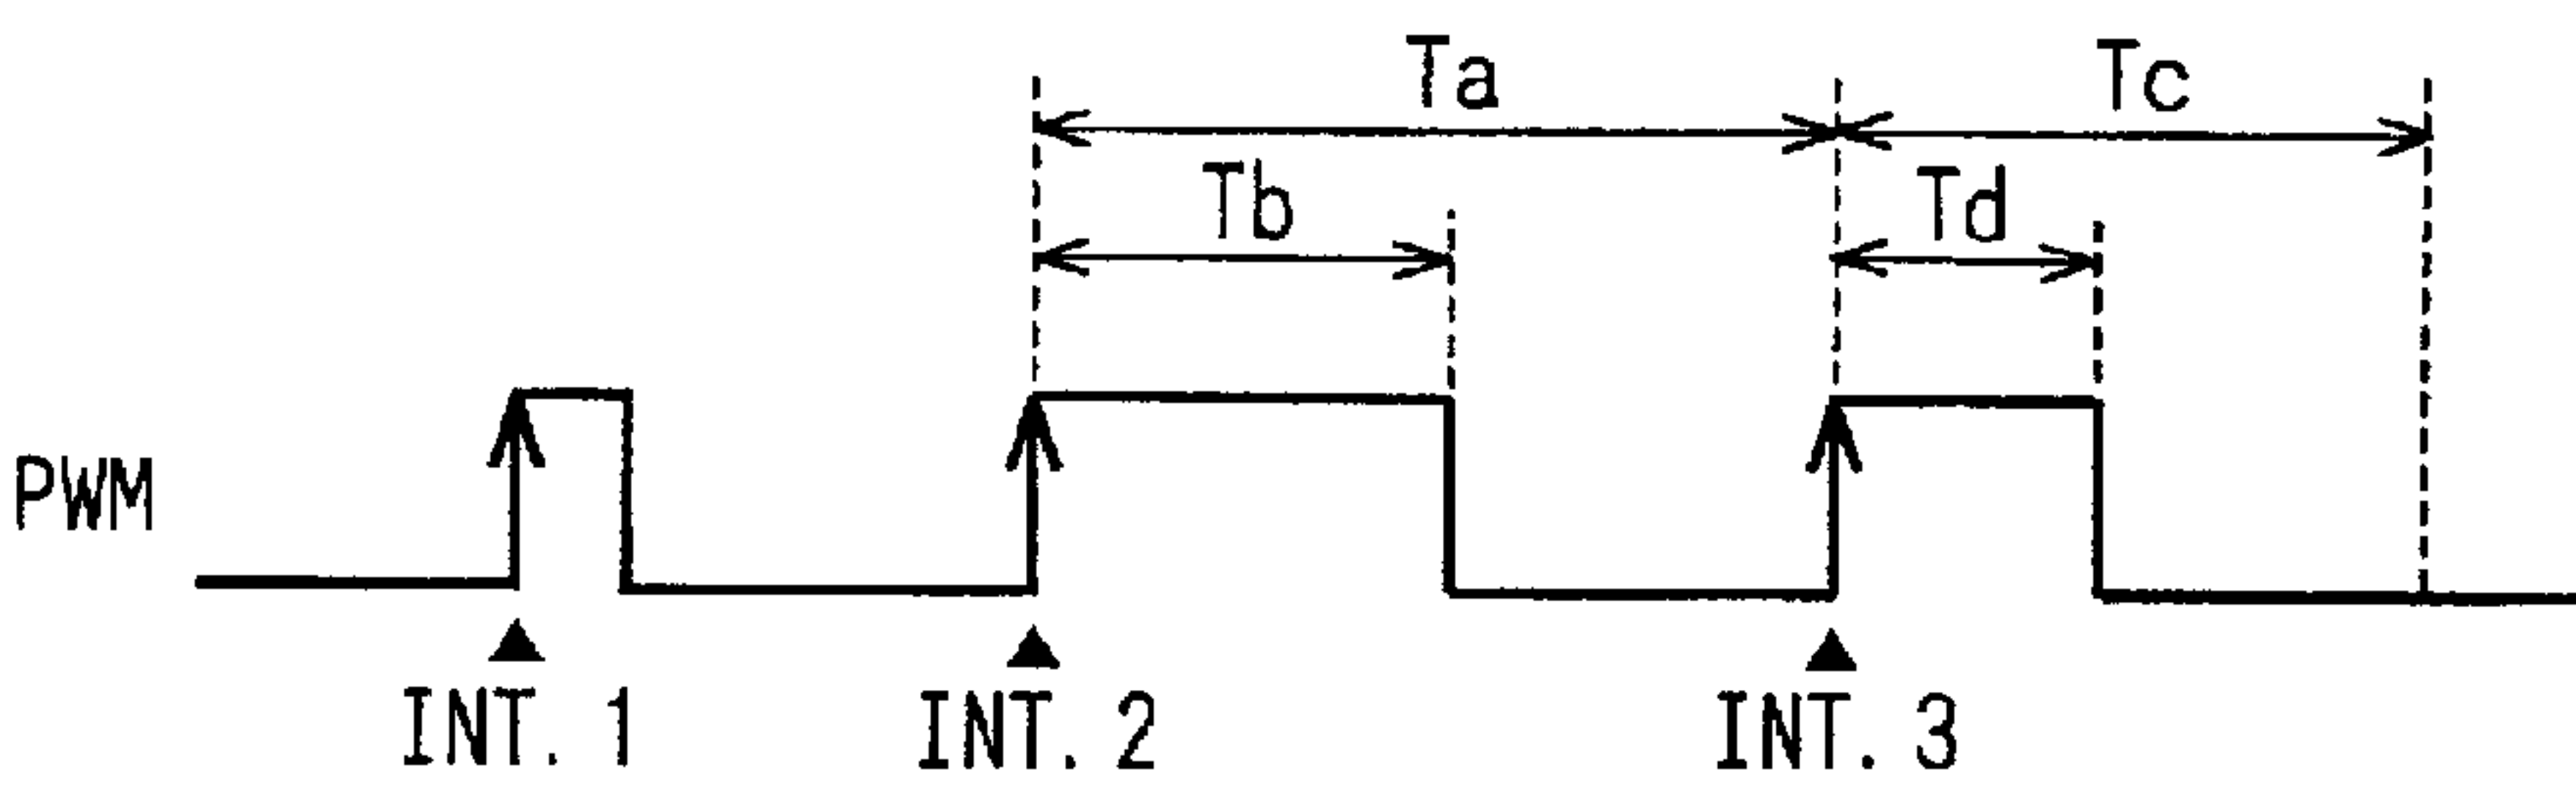 Ta Tc
Tb Td
PWM
INT. 1 INT. 2 INT. 3